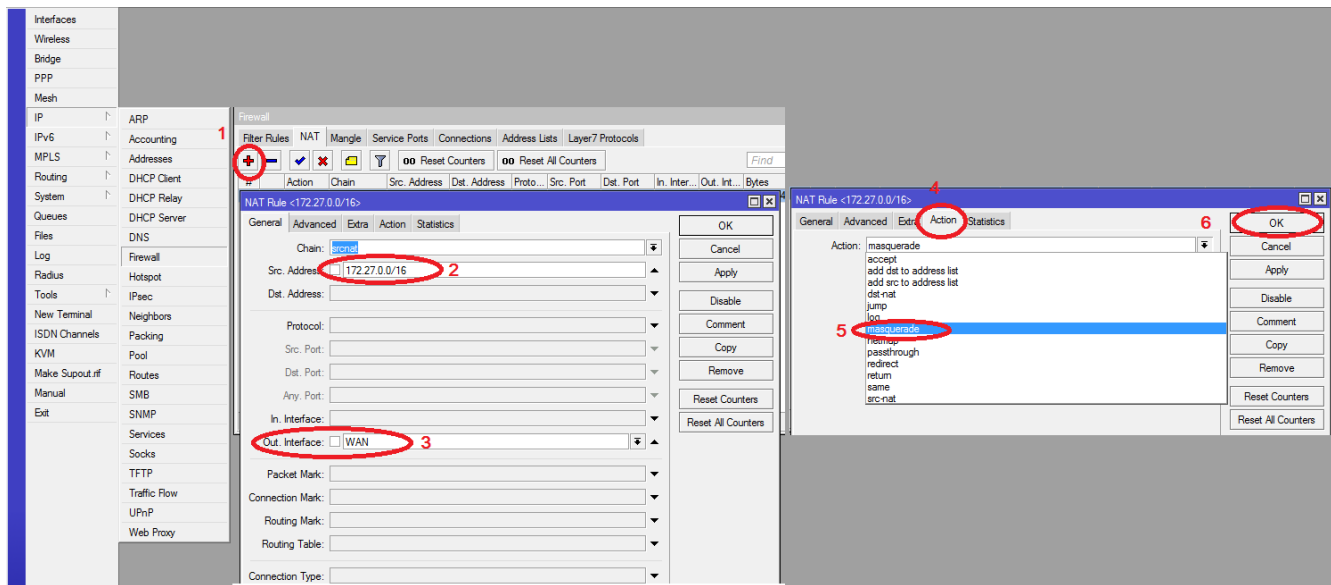 Interfaces
Wireless
Bridge
PPP
Mesh
IP
IPv6
MPLS
Routing
System
Queues
Files
Log
Radius
Tools
New Terminal
ISDN Channels
KVM
Make Supout.rif
Manual
Exit
ARP
Accounting
Addresses
DHCP Client
DHCP Relay
DHCP Server
DNS
Firewall
Hotspot
IPsec
Neighbors
Packing
Pool
Routes
SMB
SNMP
Services
Socks
TFTP
Traffic Flow
UPnP
Web Proxy
1
Firewall
Filter Rules NAT Mangle Service Ports Connections Address Lists Layer7 Protocols
00 Reset Counters 00 Reset All Counters Find
# Action Chain Src. Address Dst. Address Proto... Src. Port Dst. Port In. Inter... Out. Int... Bytes
NAT Rule <172.27.0.0/16>
General Advanced Extra Action Statistics
Chain: srcnat
Src. Address: 172.27.0.0/16 2
Dst. Address:
Protocol:
Src. Port:
Dst. Port:
Any. Port:
In. Interface:
Out. Interface: WAN 3
Packet Mark:
Connection Mark:
Routing Mark:
Routing Table:
Connection Type:
OK
Cancel
Apply
Disable
Comment
Copy
Remove
Reset Counters
Reset All Counters
4
NAT Rule <172.27.0.0/16>
General Advanced Extra Action Statistics 6
Action: masquerade
accept
add dst to address list
add src to address list
dst-nat
jump
log
5 masquerade
netmap
passthrough
redirect
return
same
src-nat
OK
Cancel
Apply
Disable
Comment
Copy
Remove
Reset Counters
Reset All Counters